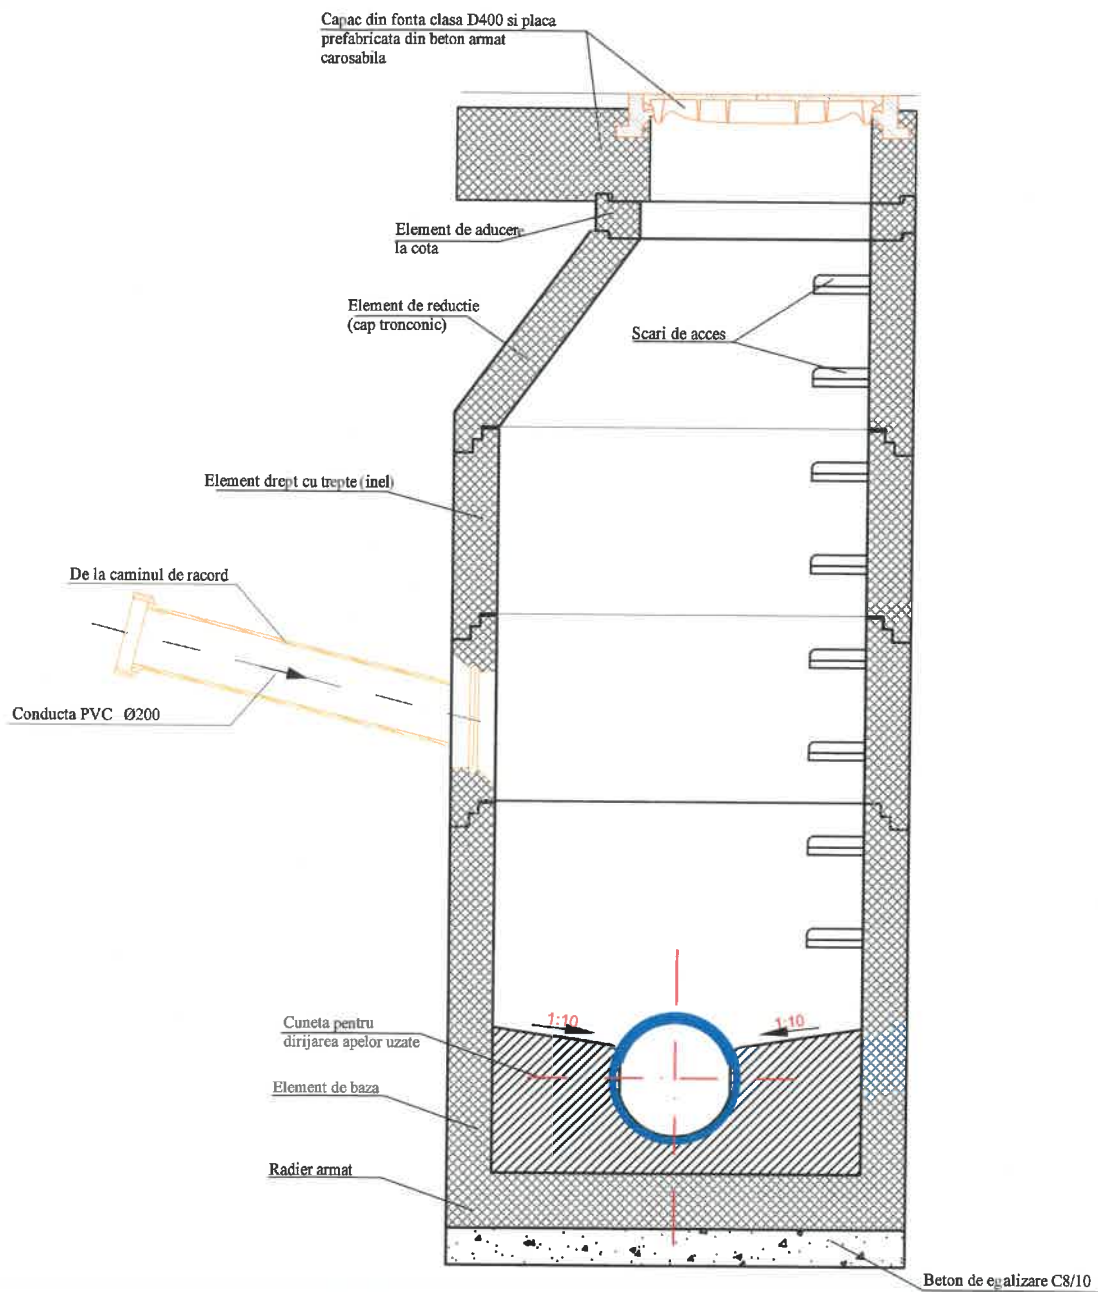 Capac din fonta clasa D400 si placa
prefabricata din beton armat
carosabila
Element de aducere
la cota
Element de reductie
(cap tronconic)
Scari de acces
Element drept cu trepte (inel)
De la caminul de racord
Conducta PVC Ø200
Cuneta pentru
dirijarea apelor uzate
1:10
1:10
Element de baza
Radier armat
Beton de egalizare C8/10